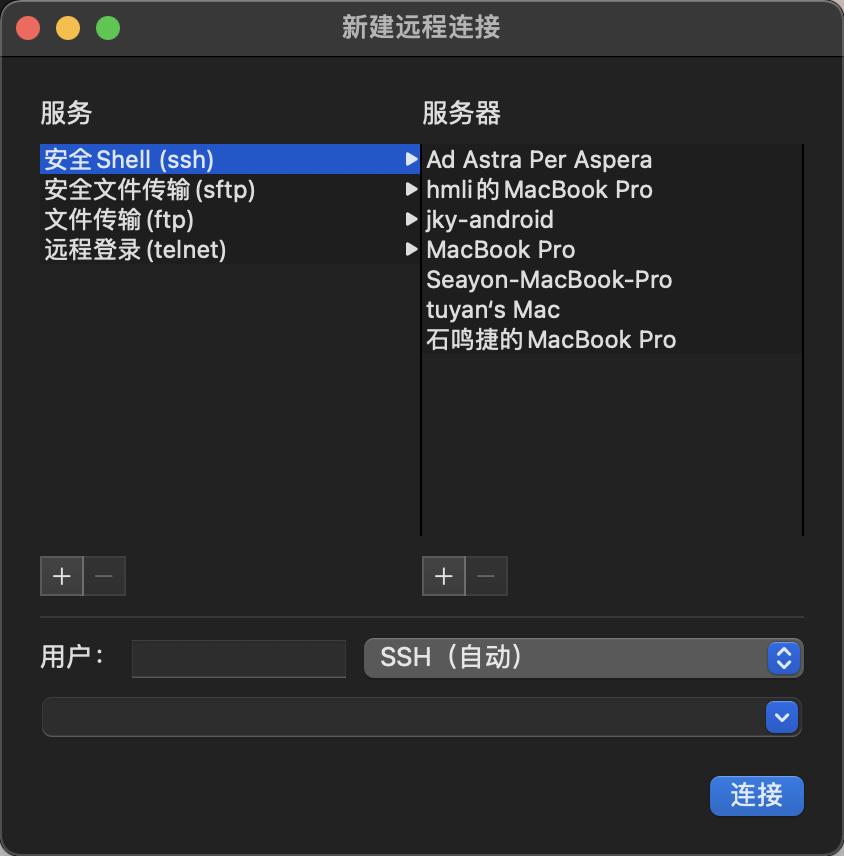 新建远程连接
服务
服务器
安全Shell (ssh)
安全文件传输(sftp)
文件传输(ftp)
远程登录(telnet)
Ad Astra Per Aspera
hmli的MacBook Pro
jky-android
MacBook Pro
Seayon-MacBook-Pro
tuyan‘s Mac
石鸣捷的MacBook Pro
用户：
SSH（自动）
连接